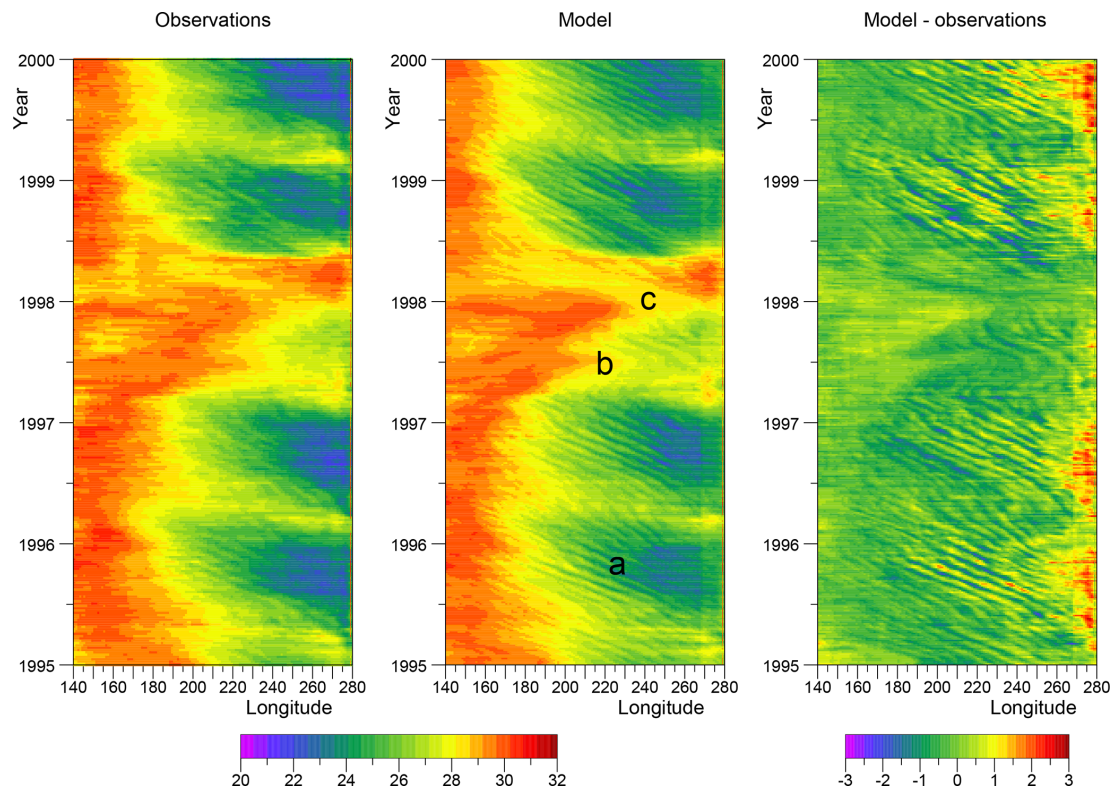 Observations
Model
Model - observations
Year
Year
Year
2000
2000
2000
1999
1999
1999
1998
1998
1998
1997
1997
1997
1996
1996
1996
1995
1995
1995
c
b
a
140 160 180 200 220 240 260 280
140 160 180 200 220 240 260 280
140 160 180 200 220 240 260 280
Longitude
Longitude
Longitude
20 22 24 26 28 30 32
-3 -2 -1 0 1 2 3